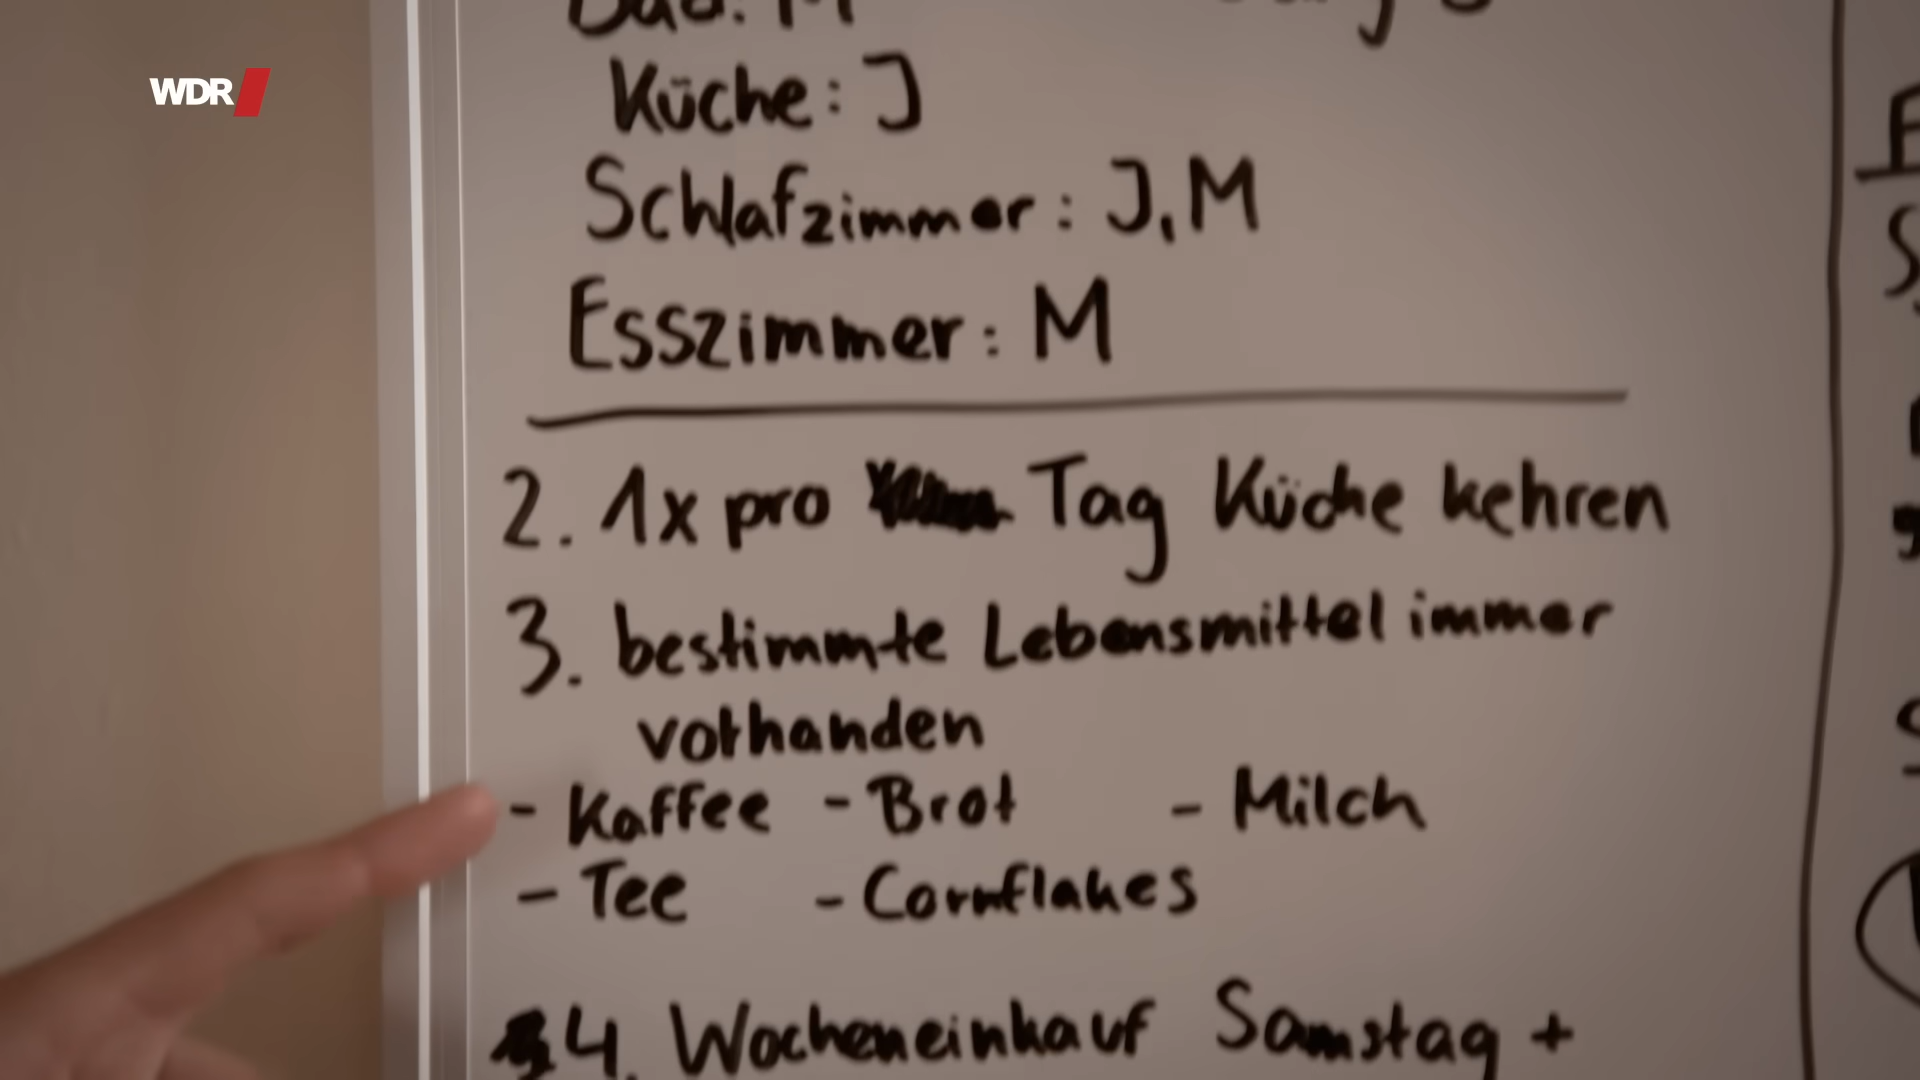 WDR
Bad: M
Küche: J
Schlafzimmer: J, M
Esszimmer: M
2. 1x pro Tag Küche kehren
3. bestimmte Lebensmittel immer
vorhanden
- Kaffee - Brot - Milch
- Tee - Cornflakes
4. Wocheneinkauf Samstag +